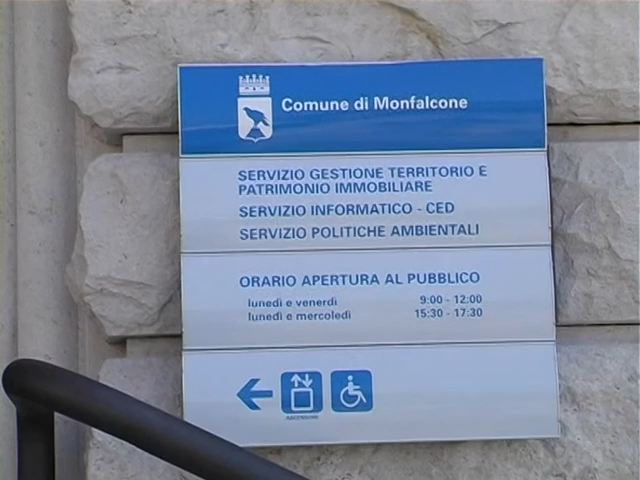 Comune di Monfalcone
SERVIZIO GESTIONE TERRITORIO E
PATRIMONIO IMMOBILIARE
SERVIZIO INFORMATICO - CED
SERVIZIO POLITICHE AMBIENTALI
ORARIO APERTURA AL PUBBLICO
lunedì e venerdì 9:00 - 12:00
lunedì e mercoledì 15:30 - 17:30
ASCENSORE